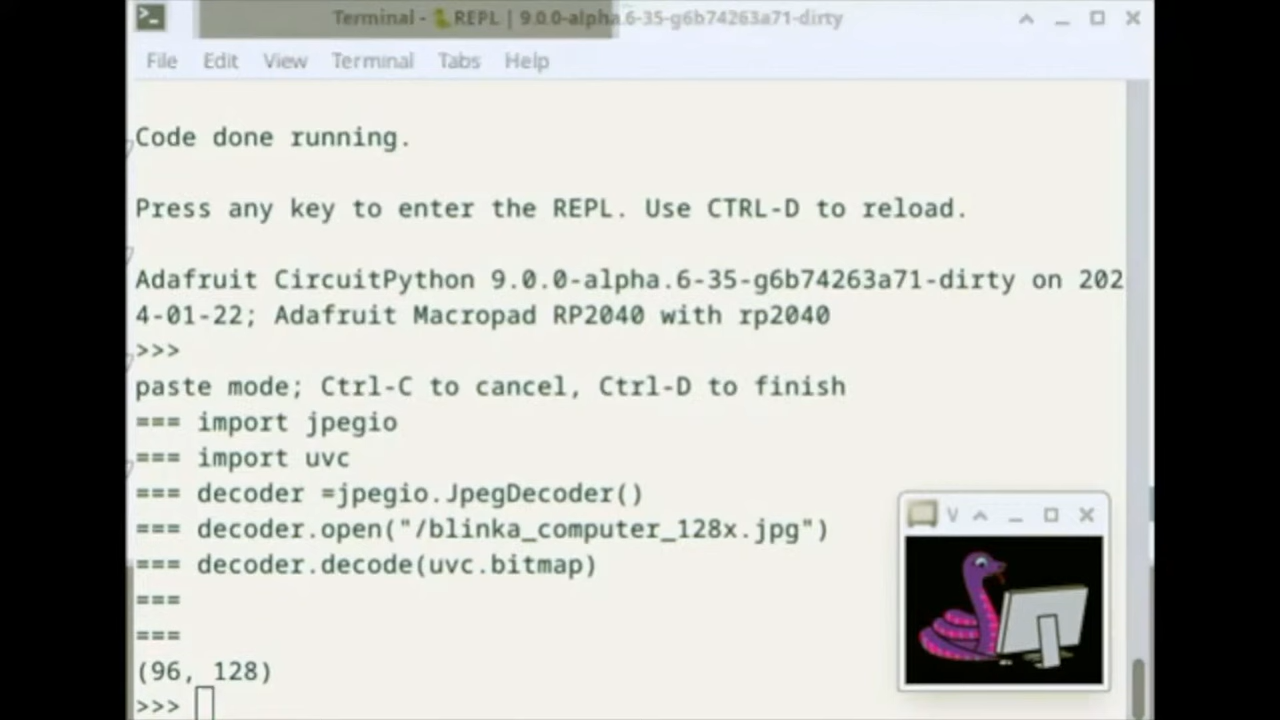 Terminal - REPL | 9.0.0-alpha.6-35-g6b74263a71-dirty
File Edit View Terminal Tabs Help
Code done running.
Press any key to enter the REPL. Use CTRL-D to reload.
Adafruit CircuitPython 9.0.0-alpha.6-35-g6b74263a71-dirty on 202
4-01-22; Adafruit Macropad RP2040 with rp2040
>>>
paste mode; Ctrl-C to cancel, Ctrl-D to finish
=== import jpegio
=== import uvc
=== decoder =jpegio.JpegDecoder()
=== decoder.open("/blinka_computer_128x.jpg")
=== decoder.decode(uvc.bitmap)
===
===
(96, 128)
>>>
V